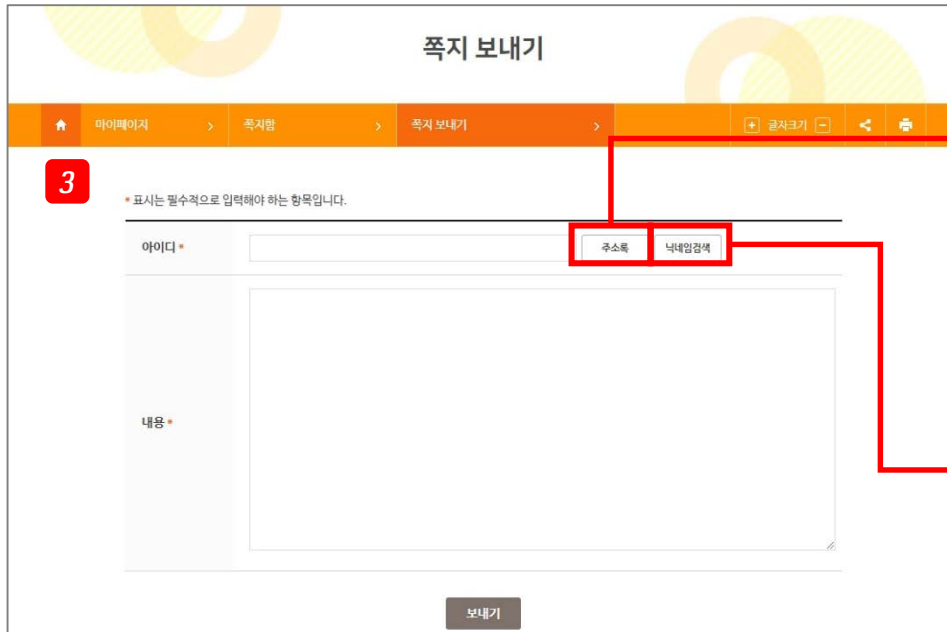 쪽지 보내기
마이페이지 > 쪽지함 > 쪽지 보내기 > + 글자크기 -
3
* 표시는 필수적으로 입력해야 하는 항목입니다.
아이디 * 주소록 닉네임검색
내용 *
보내기